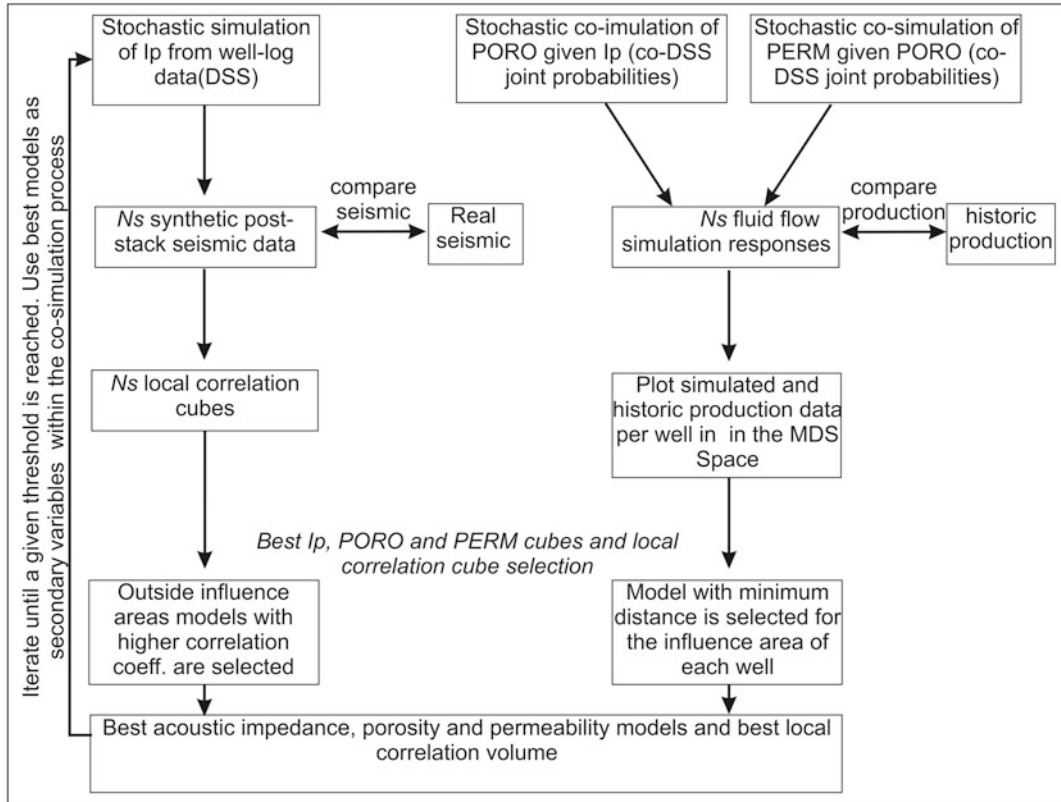 Iterate until a given threshold is reached. Use best models as
secondary variables within the co-simulation process
Stochastic simulation
of Ip from well-log
data(DSS)
Stochastic co-imulation of
PORO given Ip (co-DSS
joint probabilities)
Stochastic co-simulation of
PERM given PORO (co-
DSS joint probabilities)
Ns synthetic post-
stack seismic data
compare
seismic
Real
seismic
Ns fluid flow
simulation responses
compare
production
historic
production
Ns local correlation
cubes
Plot simulated and
historic production data
per well in in the MDS
Space
Best Ip, PORO and PERM cubes and local
correlation cube selection
Outside influence
areas models with
higher correlation
coeff. are selected
Model with minimum
distance is selected for
the influence area of
each well
Best acoustic impedance, porosity and permeability models and best local
correlation volume